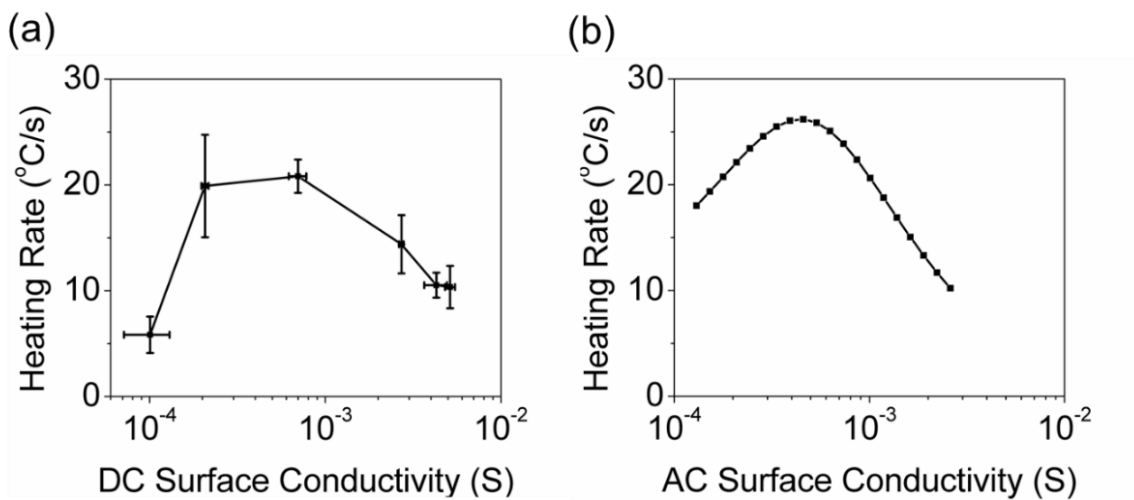 (a)
30
20
10
0
Heating Rate (°C/s)
10⁻⁴
10⁻³
10⁻²
DC Surface Conductivity (S)
(b)
30
20
10
0
Heating Rate (°C/s)
10⁻⁴
10⁻³
10⁻²
AC Surface Conductivity (S)